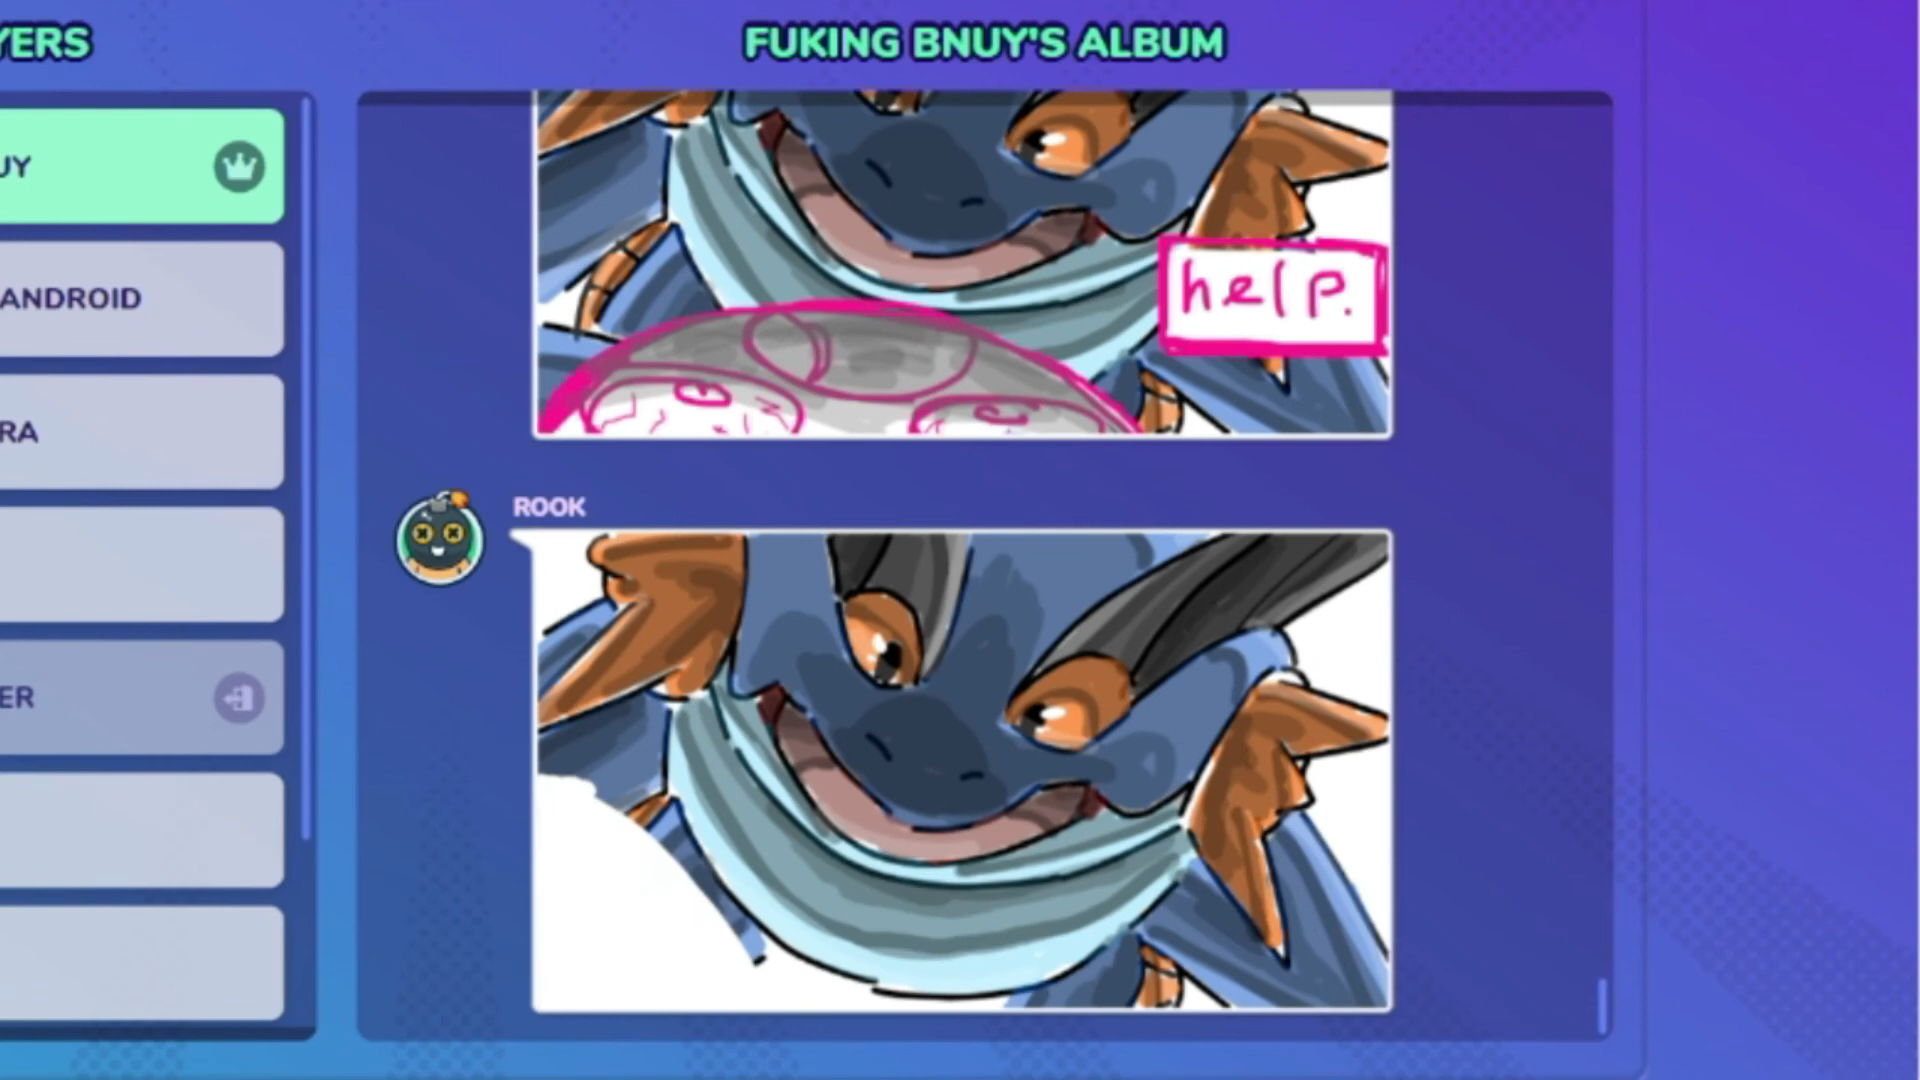 YERS
FUKING BNUY'S ALBUM
UY
ANDROID
RA
ER
help.
ROOK